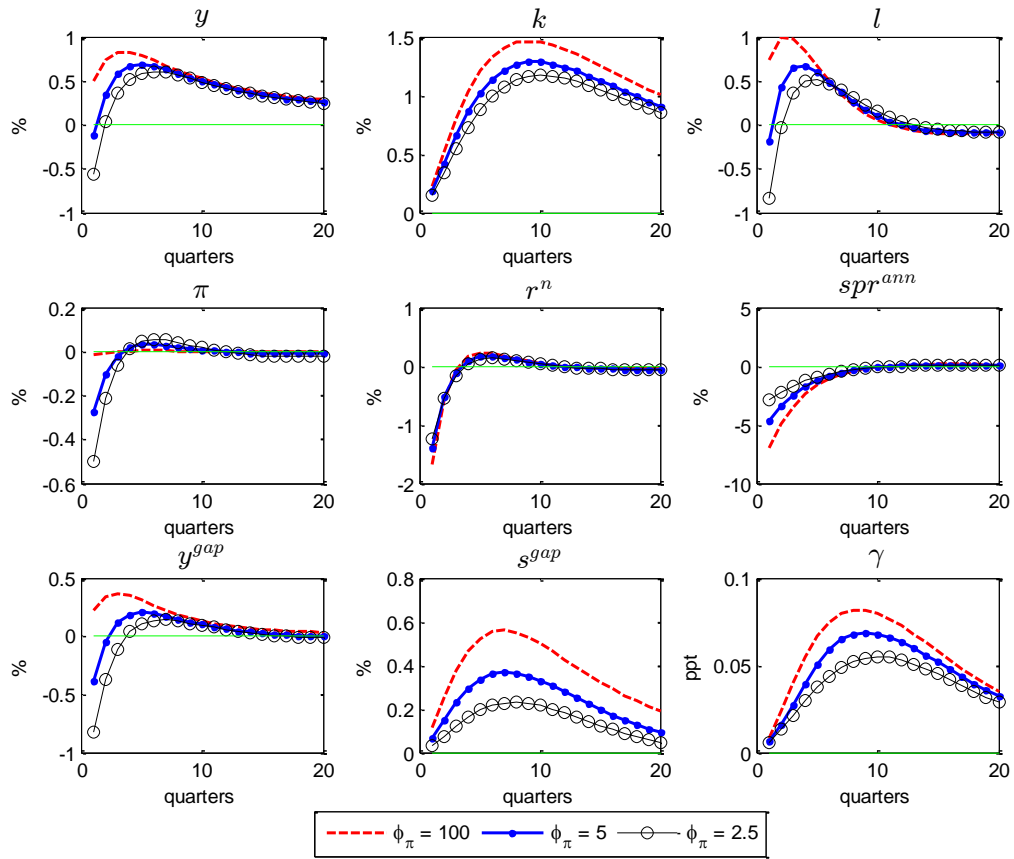 y k l
1 1.5 1
0.5 1 0.5
% 0 % % 0
-0.5 0.5 -0.5
-1 0 -1
0 10 20 0 10 20 0 10 20
quarters quarters quarters
π rⁿ spr^{ann}
0.2 1 5
0 0 0
% -0.2 % -1 % -5
-0.4
-0.6 -2 -10
0 10 20 0 10 20 0 10 20
quarters quarters quarters
y^{gap} s^{gap} γ
0.5 0.8 0.1
0 0.6
% % 0.4 ppt 0.05
-0.5 0.2
-1 0 0
0 10 20 0 10 20 0 10 20
quarters quarters quarters
ϕ_π = 100 ϕ_π = 5 ϕ_π = 2.5